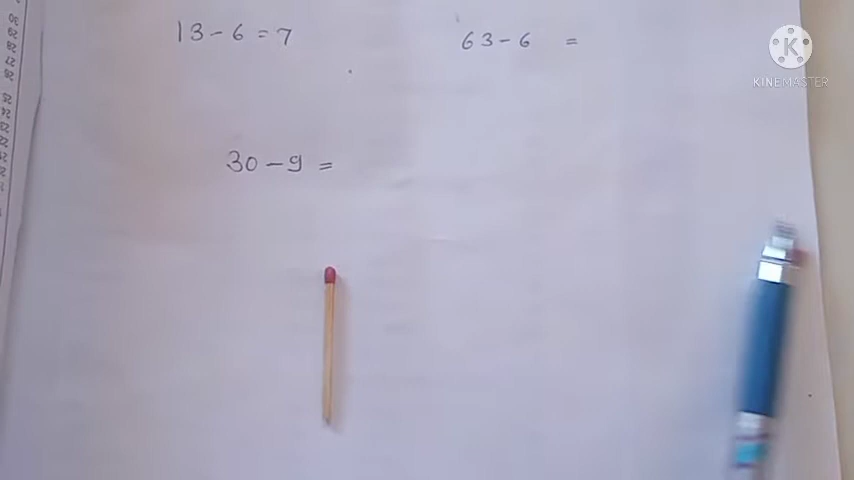 13-6=7
63-6 =
30-9 =
KINEMASTER